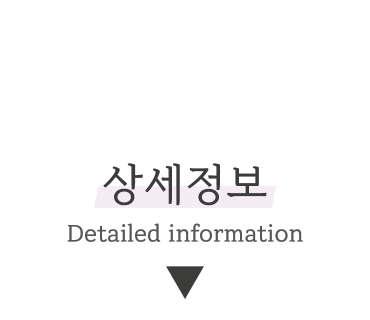 상세정보
Detailed information